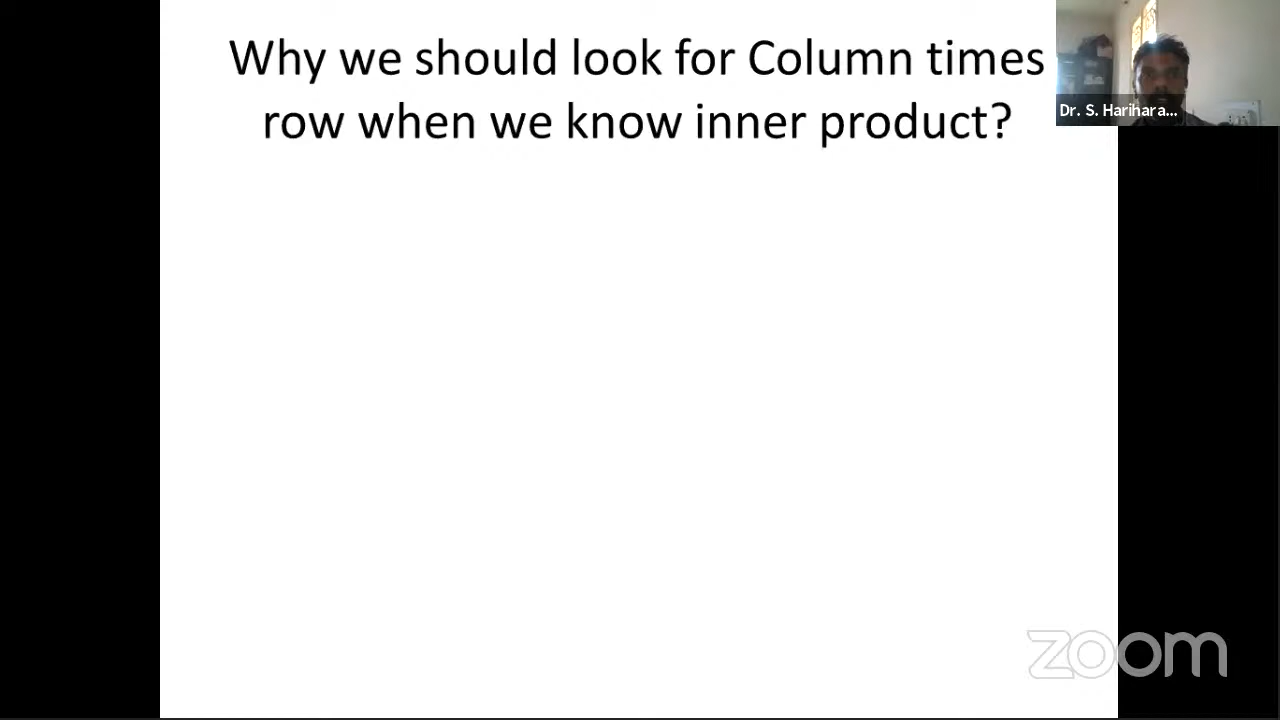 Why we should look for Column times
row when we know inner product?
Dr. S. Harihara...
zoom